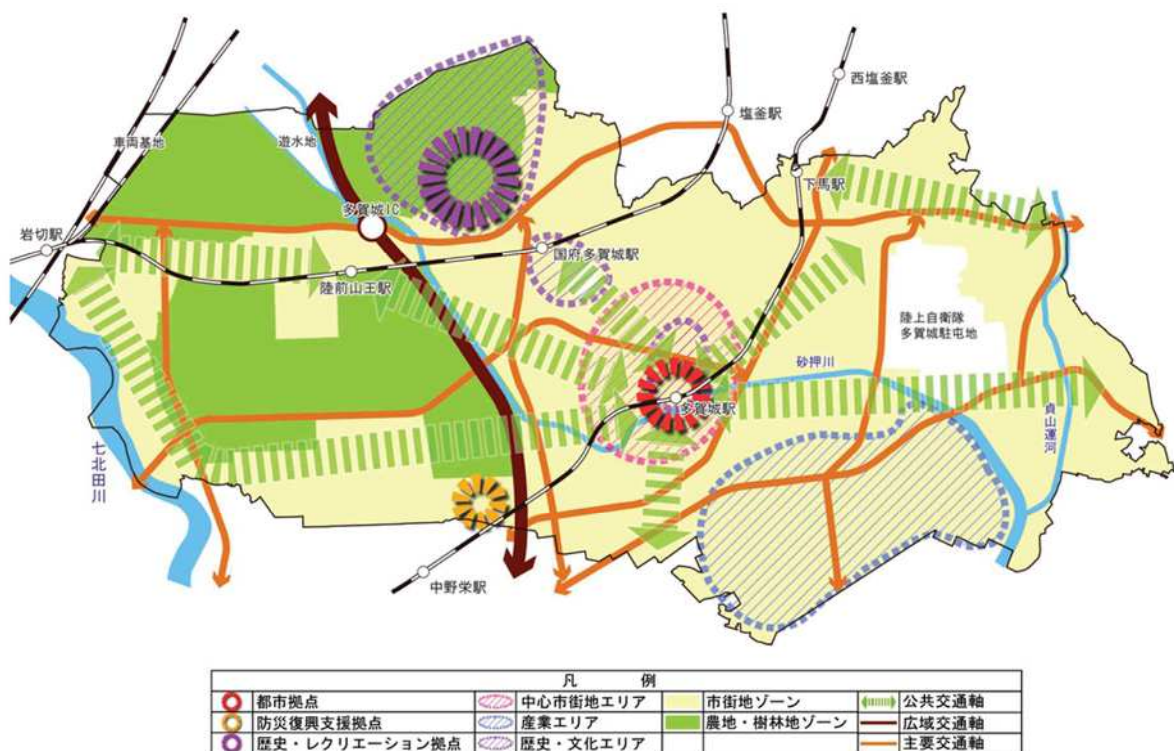 西塩釜駅
塩釜駅
車両基地
遊水地
下馬駅
多賀城IC
岩切駅
国府多賀城駅
陸前山王駅
陸上自衛隊
多賀城駐屯地
砂押川
多賀城駅
貞山運河
七北田川
中野栄駅
凡 例
都市拠点 中心市街地エリア 市街地ゾーン 公共交通軸
防災復興支援拠点 産業エリア 農地・樹林地ゾーン 広域交通軸
歴史・レクリエーション拠点 歴史・文化エリア 主要交通軸